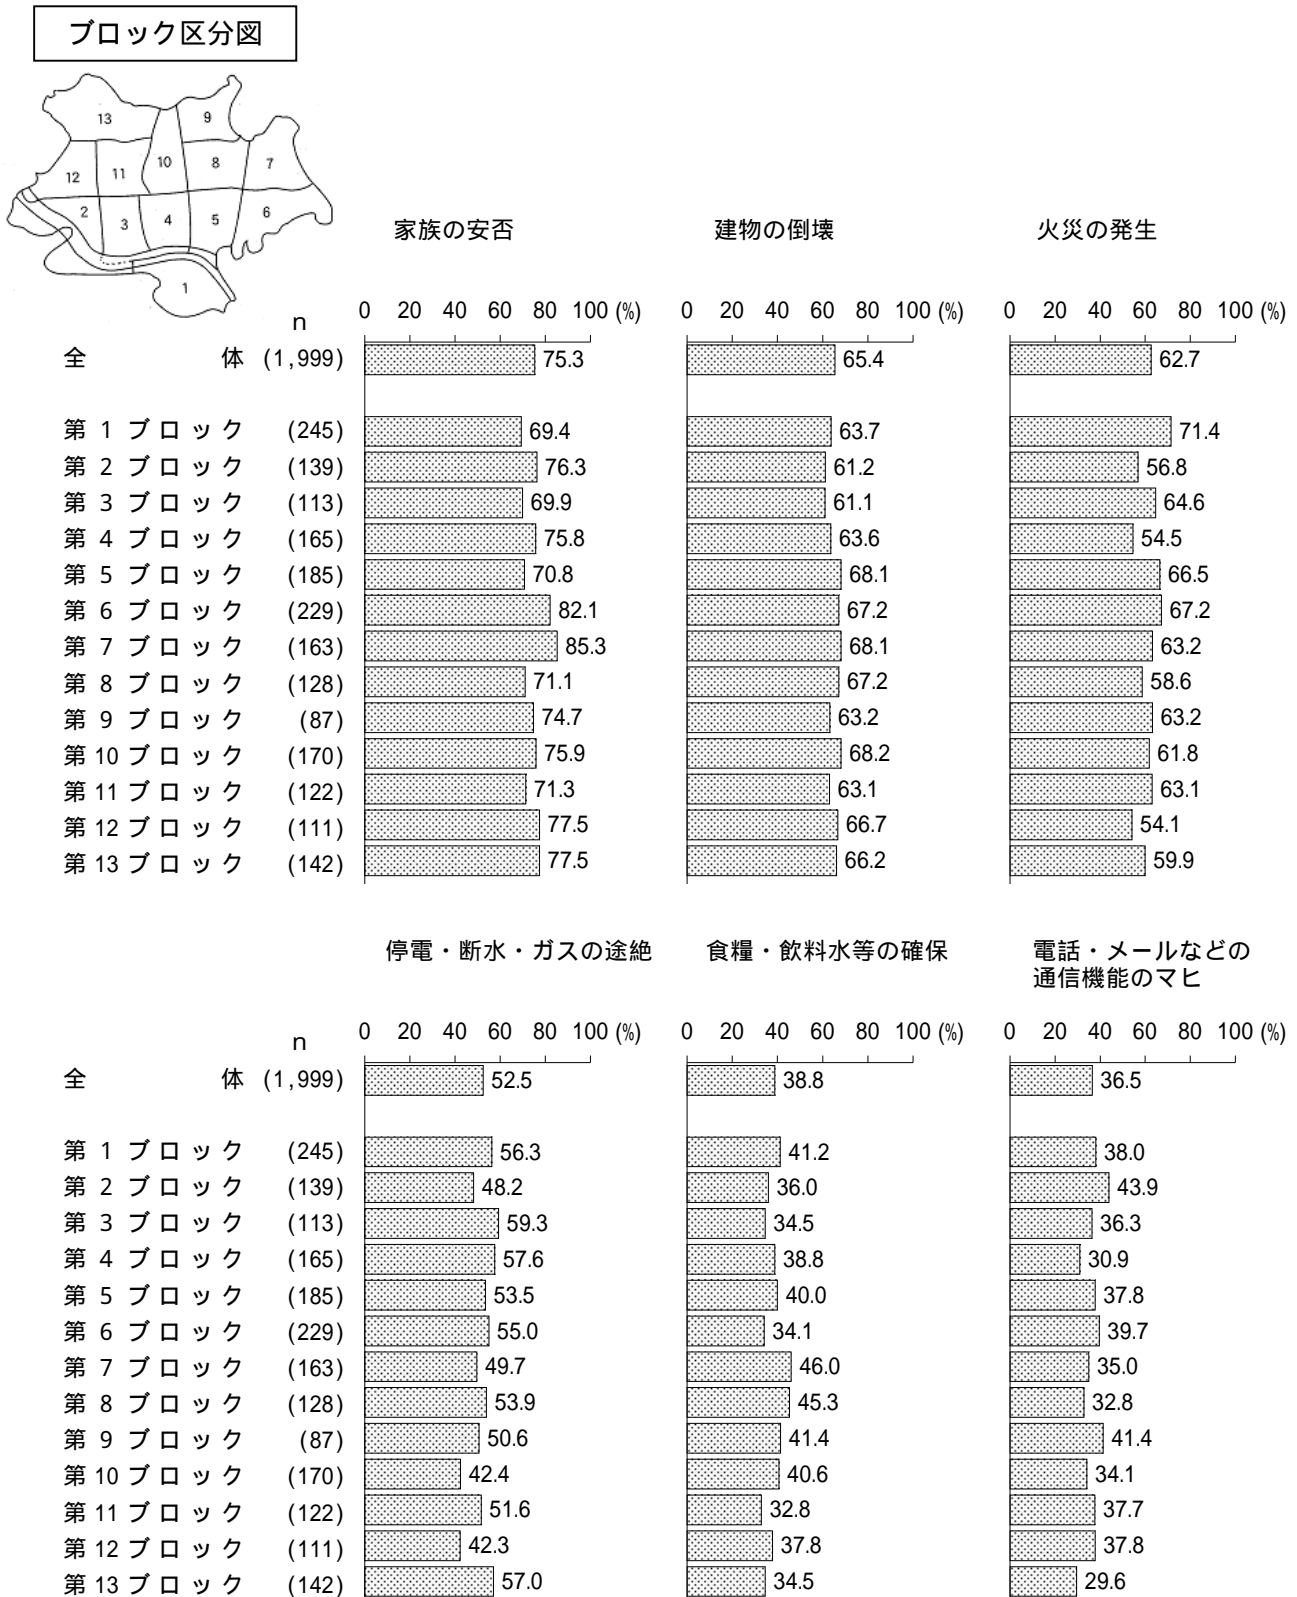 ブロック区分図
13
9
10
8
7
12
11
2
3
4
5
6
1
家族の安否 建物の倒壊 火災の発生
0 20 40 60 80 100 (%) 0 20 40 60 80 100 (%) 0 20 40 60 80 100 (%)
n
全体 (1,999) 75.3 65.4 62.7
第 1 ブロック (245) 69.4 63.7 71.4
第 2 ブロック (139) 76.3 61.2 56.8
第 3 ブロック (113) 69.9 61.1 64.6
第 4 ブロック (165) 75.8 63.6 54.5
第 5 ブロック (185) 70.8 68.1 66.5
第 6 ブロック (229) 82.1 67.2 67.2
第 7 ブロック (163) 85.3 68.1 63.2
第 8 ブロック (128) 71.1 67.2 58.6
第 9 ブロック (87) 74.7 63.2 63.2
第 10 ブロック (170) 75.9 68.2 61.8
第 11 ブロック (122) 71.3 63.1 63.1
第 12 ブロック (111) 77.5 66.7 54.1
第 13 ブロック (142) 77.5 66.2 59.9
停電・断水・ガスの途絶 食糧・飲料水等の確保 電話・メールなどの
通信機能のマヒ
0 20 40 60 80 100 (%) 0 20 40 60 80 100 (%) 0 20 40 60 80 100 (%)
n
全体 (1,999) 52.5 38.8 36.5
第 1 ブロック (245) 56.3 41.2 38.0
第 2 ブロック (139) 48.2 36.0 43.9
第 3 ブロック (113) 59.3 34.5 36.3
第 4 ブロック (165) 57.6 38.8 30.9
第 5 ブロック (185) 53.5 40.0 37.8
第 6 ブロック (229) 55.0 34.1 39.7
第 7 ブロック (163) 49.7 46.0 35.0
第 8 ブロック (128) 53.9 45.3 32.8
第 9 ブロック (87) 50.6 41.4 41.4
第 10 ブロック (170) 42.4 40.6 34.1
第 11 ブロック (122) 51.6 32.8 37.7
第 12 ブロック (111) 42.3 37.8 37.8
第 13 ブロック (142) 57.0 34.5 29.6